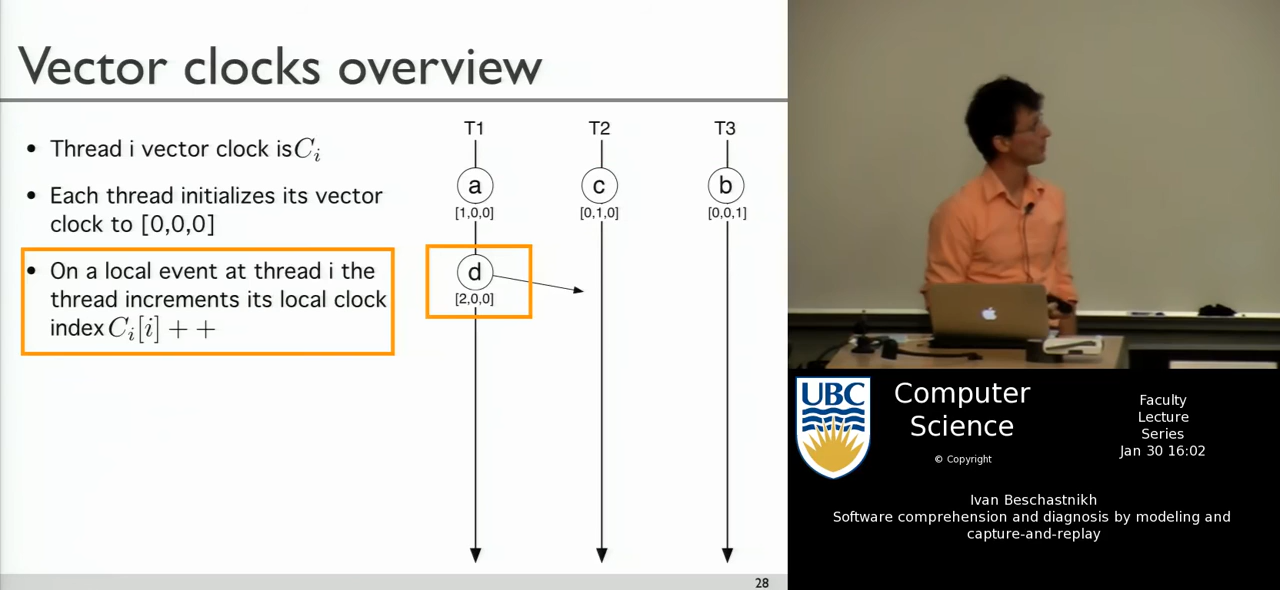 Vector clocks overview
• Thread i vector clock is C_i
• Each thread initializes its vector
clock to [0,0,0]
• On a local event at thread i the
thread increments its local clock
index C_i[i] + +
T1 T2 T3
a c b
[1,0,0] [0,1,0] [0,0,1]
d
[2,0,0]
28
UBC
Computer
Science
© Copyright
Faculty
Lecture
Series
Jan 30 16:02
Ivan Beschastnikh
Software comprehension and diagnosis by modeling and
capture-and-replay